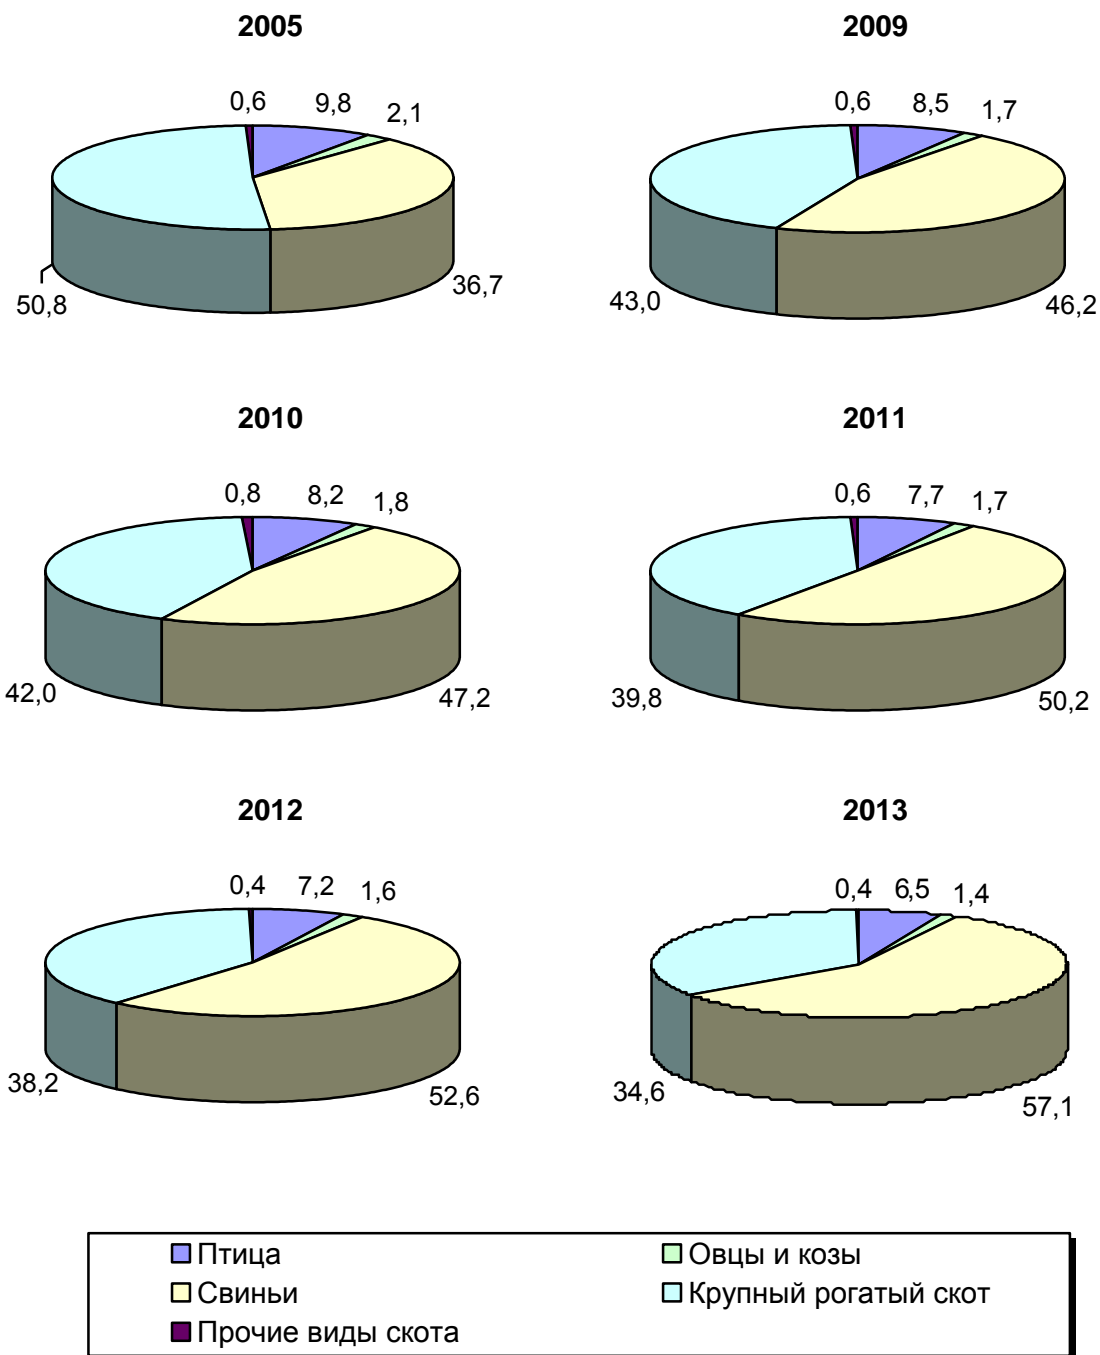 2005
0,6 9,8 2,1
50,8 36,7
2009
0,6 8,5 1,7
43,0 46,2
2010
0,8 8,2 1,8
42,0 47,2
2011
0,6 7,7 1,7
39,8 50,2
2012
0,4 7,2 1,6
38,2 52,6
2013
0,4 6,5 1,4
34,6 57,1
Птица Овцы и козы
Свиньи Крупный рогатый скот
Прочие виды скота